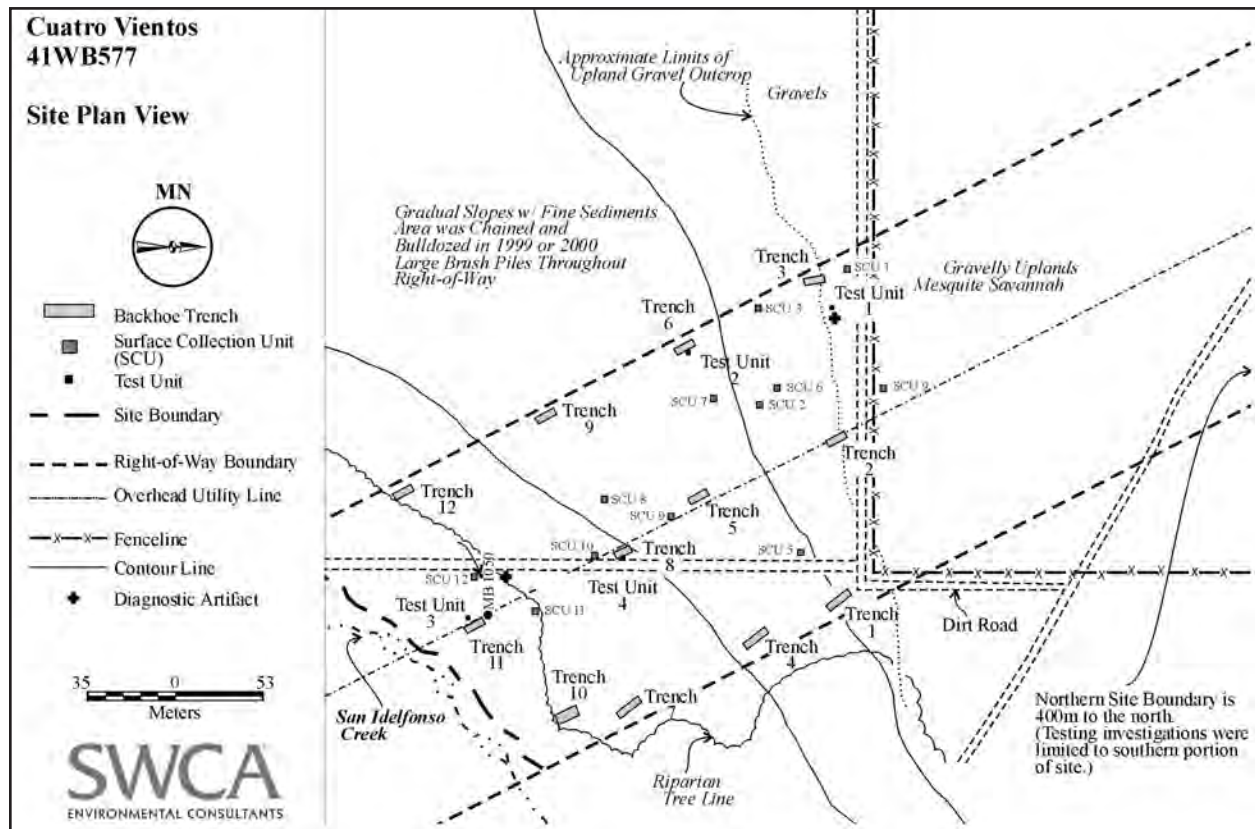 Cuatro Vientos
41WB577
Site Plan View
MN
Backhoe Trench
Surface Collection Unit
(SCU)
Test Unit
Site Boundary
Right-of-Way Boundary
Overhead Utility Line
Fenceline
Contour Line
Diagnostic Artifact
35 0 53
Meters
SWCA
ENVIRONMENTAL CONSULTANTS
Approximate Limits of
Upland Gravel Outcrop
Gravels
Gradual Slopes w/ Fine Sediments
Area was Chained and
Bulldozed in 1999 or 2000
Large Brush Piles Throughout
Right-of-Way
Trench
3
SCU 1
Gravelly Uplands
Mesquite Savannah
Test Unit
1
SCU 3
Trench
6
Test Unit
2
SCU 6
SCU 7
SCU 2
SCU 9
Trench
9
Trench
2
Trench
12
SCU 8
SCU 9
Trench
5
SCU 10
Trench
8
SCU 5
Test Unit
4
SCU 12
MB 1050
SCU 11
Test Unit
3
Trench
11
Trench
1
Dirt Road
Trench
4
Trench
10
Trench
7
San Idelfonso
Creek
Riparian
Tree Line
Northern Site Boundary is
400m to the north.
(Testing investigations were
limited to southern portion
of site.)